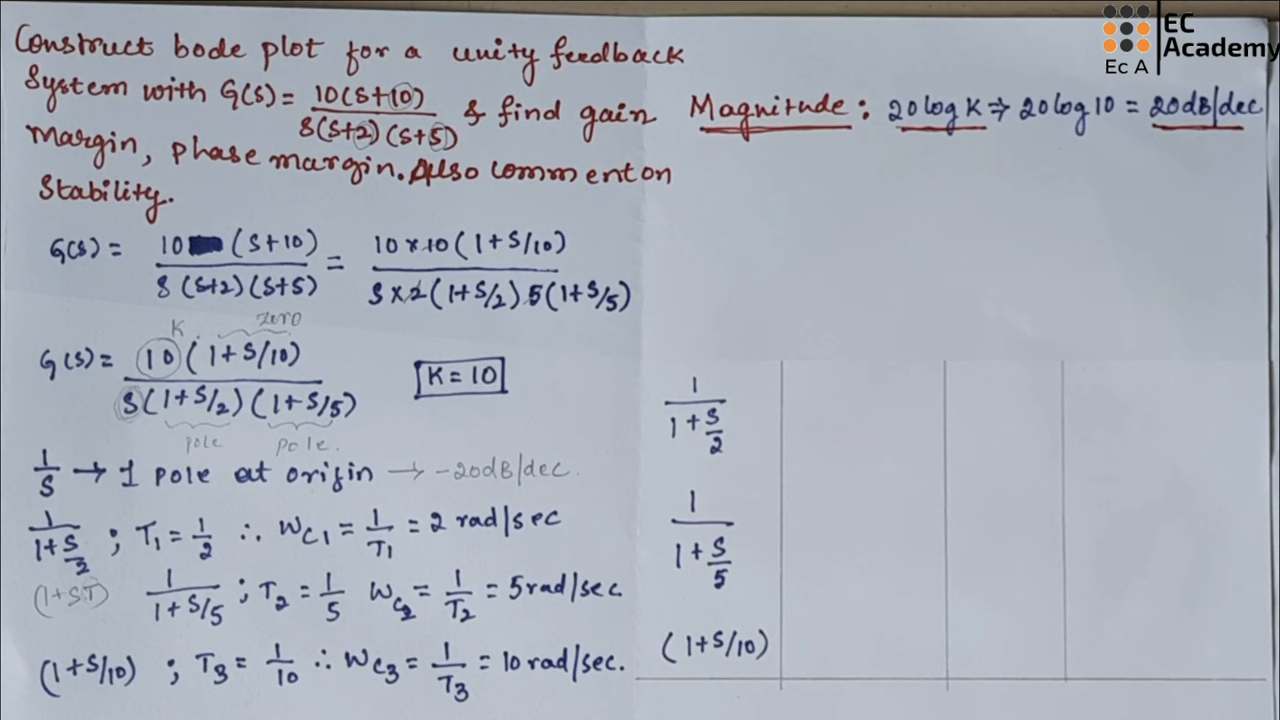 Construct bode plot for a unity feedback
System with G(s) = 10(s+10) / s(s+2)(s+5) & find gain
margin, phase margin. Also comment on
Stability.
G(s) = 10 (s+10) / s(s+2)(s+5) = 10×10(1+s/10) / s×2(1+s/2)5(1+s/5)
K zero
G(s) = 10(1+s/10) / s(1+s/2)(1+s/5) K=10
pole pole.
1/s → 1 pole at origin → -20dB/dec.
1/(1+s/2) ; T1 = 1/2 ∴ Wc1 = 1/T1 = 2 rad/sec
(1+ST) 1/(1+s/5) ; T2 = 1/5 Wc2 = 1/T2 = 5 rad/sec
(1+s/10) ; T3 = 1/10 ∴ Wc3 = 1/T3 = 10 rad/sec.
EC
Academy
Ec A
Magnitude: 20logK ⇒ 20log10 = 20dB/dec
1/(1+s/2)
1/(1+s/5)
(1+s/10)